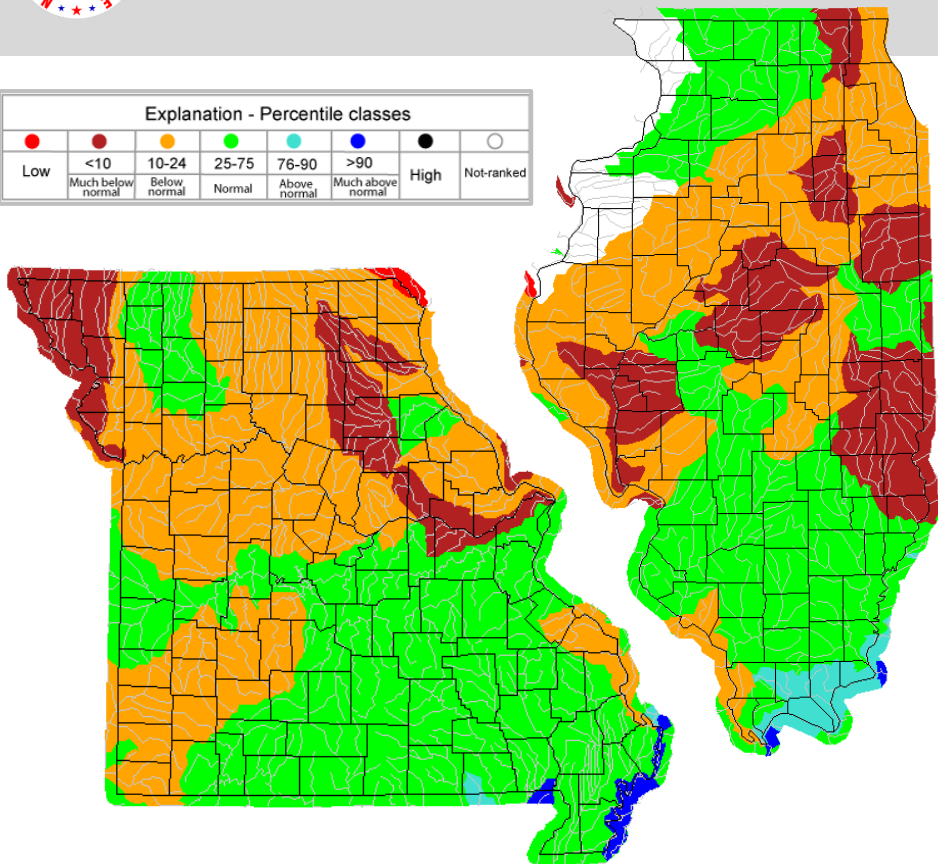 Explanation - Percentile classes
Low
<10
10-24
25-75
76-90
>90
High
Not-ranked
Much below
normal
Below
normal
Normal
Above
normal
Much above
normal